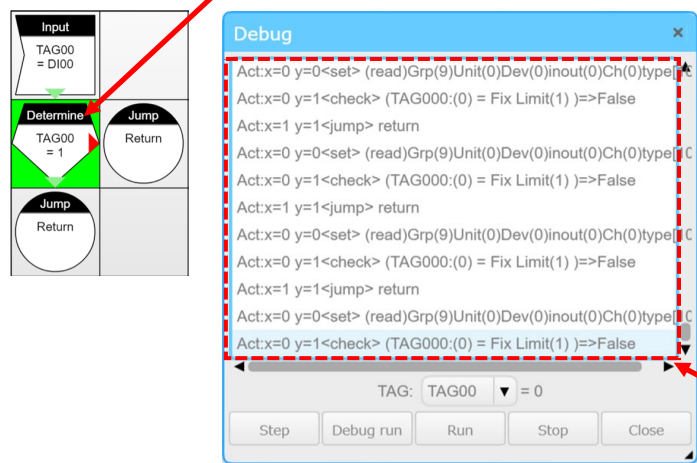 Input
TAG00
= DI00
Determine
TAG00
= 1
Jump
Return
Jump
Return
Debug
×
Act:x=0 y=0<set> (read)Grp(9)Unit(0)Dev(0)inout(0)Ch(0)type[
Act:x=0 y=1<check> (TAG000:(0) = Fix Limit(1) )=>False
Act:x=1 y=1<jump> return
Act:x=0 y=0<set> (read)Grp(9)Unit(0)Dev(0)inout(0)Ch(0)type[
Act:x=0 y=1<check> (TAG000:(0) = Fix Limit(1) )=>False
Act:x=1 y=1<jump> return
Act:x=0 y=0<set> (read)Grp(9)Unit(0)Dev(0)inout(0)Ch(0)type[
Act:x=0 y=1<check> (TAG000:(0) = Fix Limit(1) )=>False
Act:x=1 y=1<jump> return
Act:x=0 y=0<set> (read)Grp(9)Unit(0)Dev(0)inout(0)Ch(0)type[
Act:x=0 y=1<check> (TAG000:(0) = Fix Limit(1) )=>False
TAG: TAG00 ▼ = 0
Step Debug run Run Stop Close